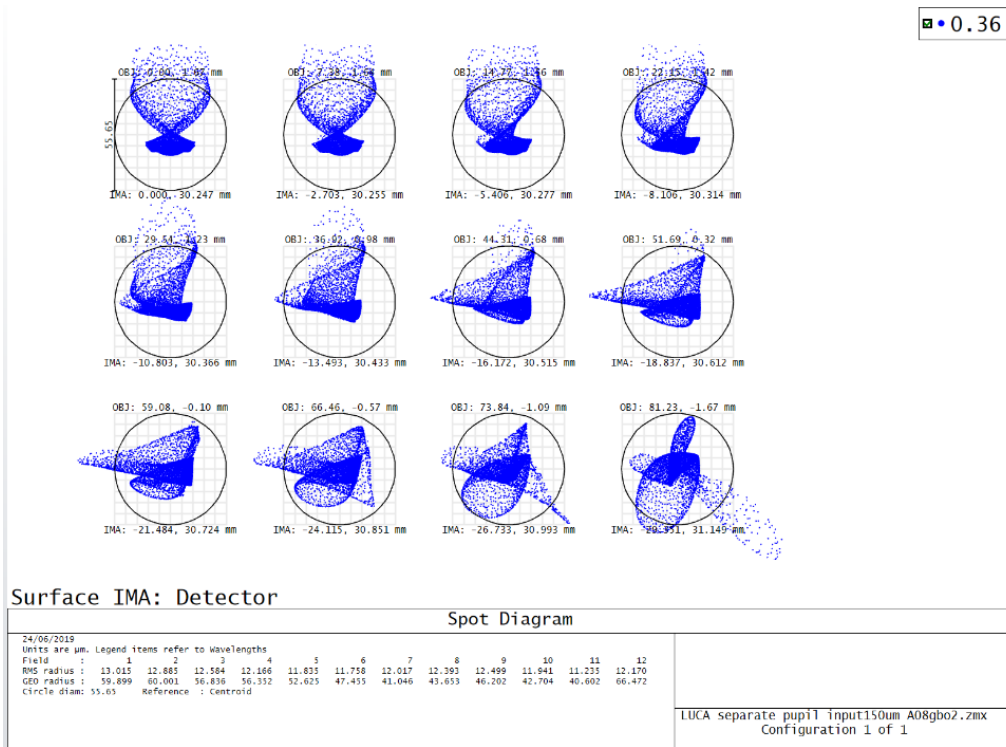 0.36
55.65
IMA: 0.000, 30.247 mm
IMA: -2.703, 30.255 mm
IMA: -5.406, 30.277 mm
IMA: -8.106, 30.314 mm
OBJ: 44.31, 0.68 mm
OBJ: 51.69, 0.32 mm
IMA: -10.803, 30.366 mm
IMA: -13.493, 30.433 mm
IMA: -16.172, 30.515 mm
IMA: -18.837, 30.612 mm
OBJ: 59.08, -0.10 mm
OBJ: 66.46, -0.57 mm
OBJ: 73.84, -1.09 mm
OBJ: 81.23, -1.67 mm
IMA: -21.484, 30.724 mm
IMA: -24.115, 30.851 mm
IMA: -26.733, 30.993 mm
31.149 mm
Surface IMA: Detector
Spot Diagram
24/06/2019
Units are µm. Legend items refer to Wavelengths
Field : 1 2 3 4 5 6 7 8 9 10 11 12
RMS radius : 13.015 12.885 12.584 12.166 11.835 11.758 12.017 12.393 12.499 11.941 11.235 12.170
GEO radius : 59.899 60.001 56.836 56.352 52.625 47.455 41.046 43.653 46.202 42.704 40.602 66.472
Circle diam: 55.65 Reference : Centroid
LUCA separate pupil input150um A08gbo2.zmx
Configuration 1 of 1